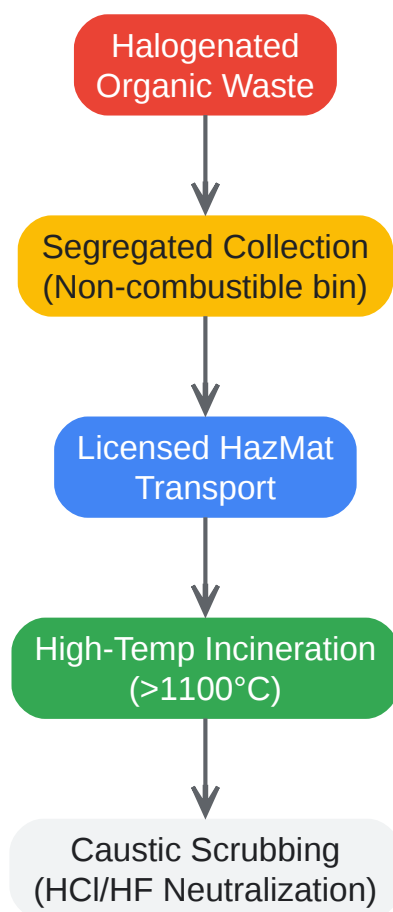 Halogenated
Organic Waste
Segregated Collection
(Non-combustible bin)
Licensed HazMat
Transport
High-Temp Incineration
(>1100°C)
Caustic Scrubbing
(HCl/HF Neutralization)